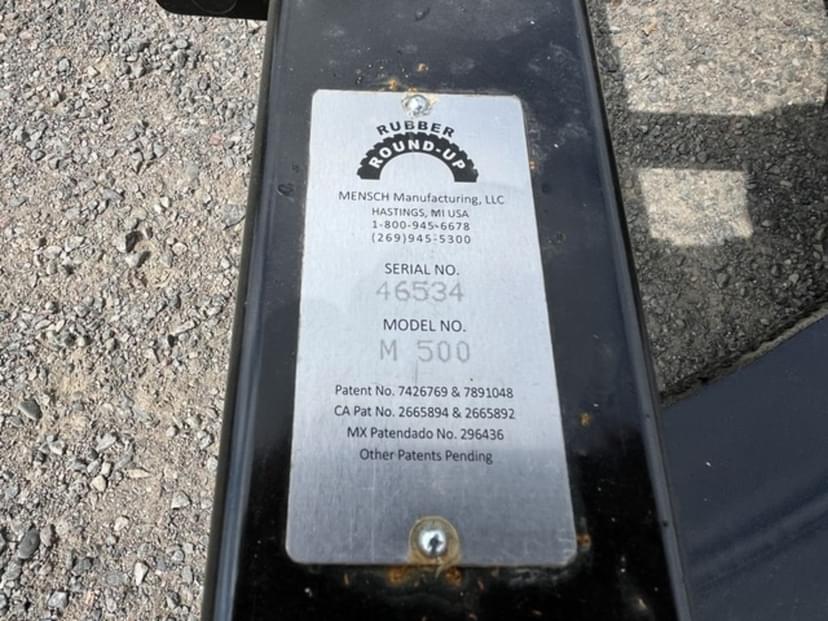 RUBBER
ROUND-UP
MENSCH Manufacturing, LLC
HASTINGS, MI USA
1-800-945-6678
(269)945-5300
SERIAL NO.
46534
MODEL NO.
M 500
Patent No. 7426769 & 7891048
CA Pat No. 2665894 & 2665892
MX Patendado No. 296436
Other Patents Pending